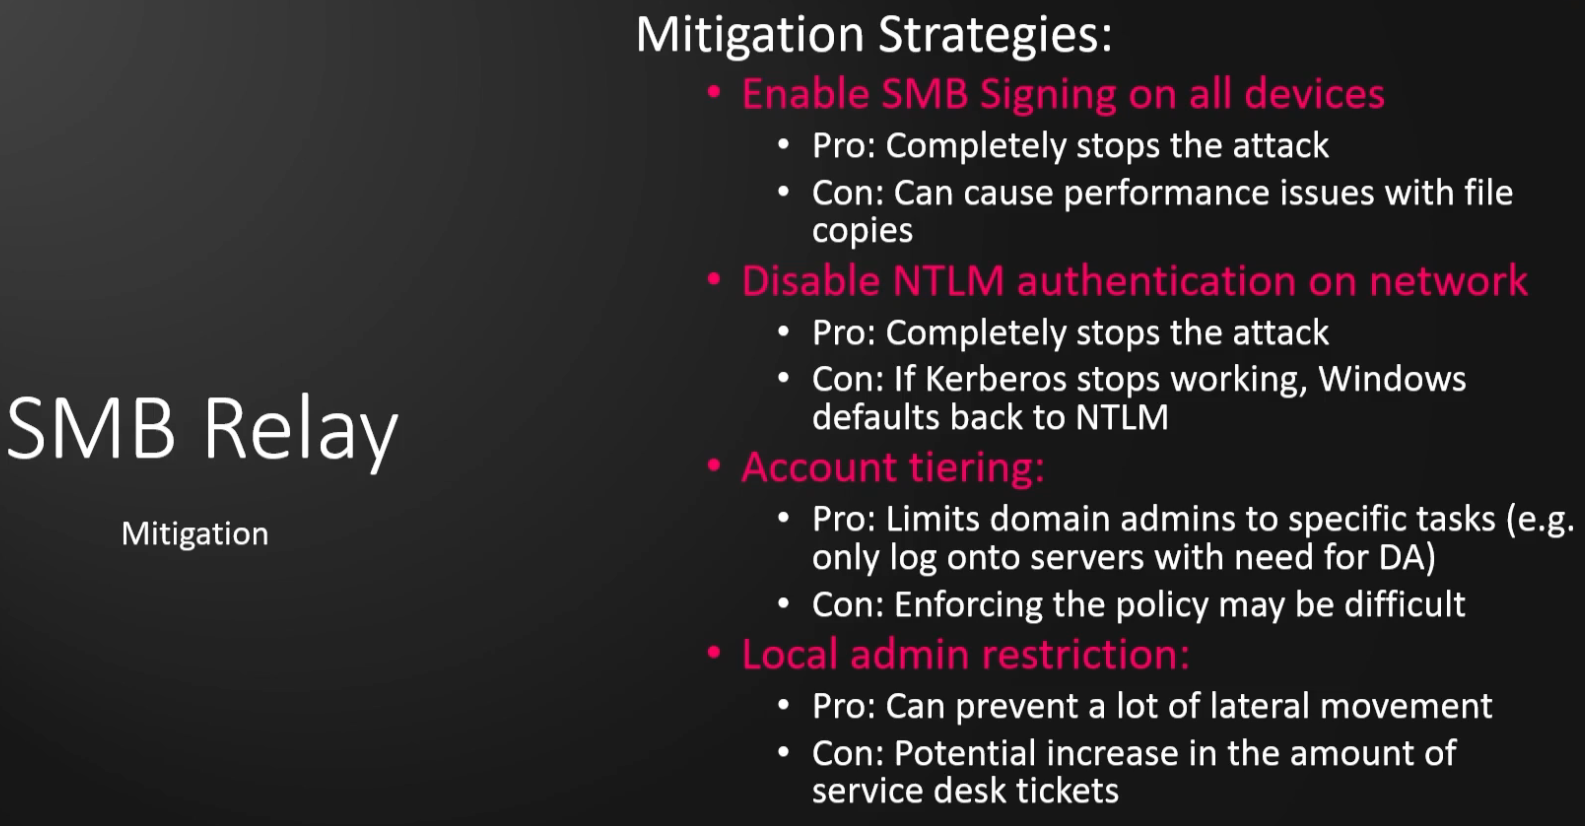 SMB Relay
Mitigation
Mitigation Strategies:
• Enable SMB Signing on all devices
• Pro: Completely stops the attack
• Con: Can cause performance issues with file
copies
• Disable NTLM authentication on network
• Pro: Completely stops the attack
• Con: If Kerberos stops working, Windows
defaults back to NTLM
• Account tiering:
• Pro: Limits domain admins to specific tasks (e.g.
only log onto servers with need for DA)
• Con: Enforcing the policy may be difficult
• Local admin restriction:
• Pro: Can prevent a lot of lateral movement
• Con: Potential increase in the amount of
service desk tickets